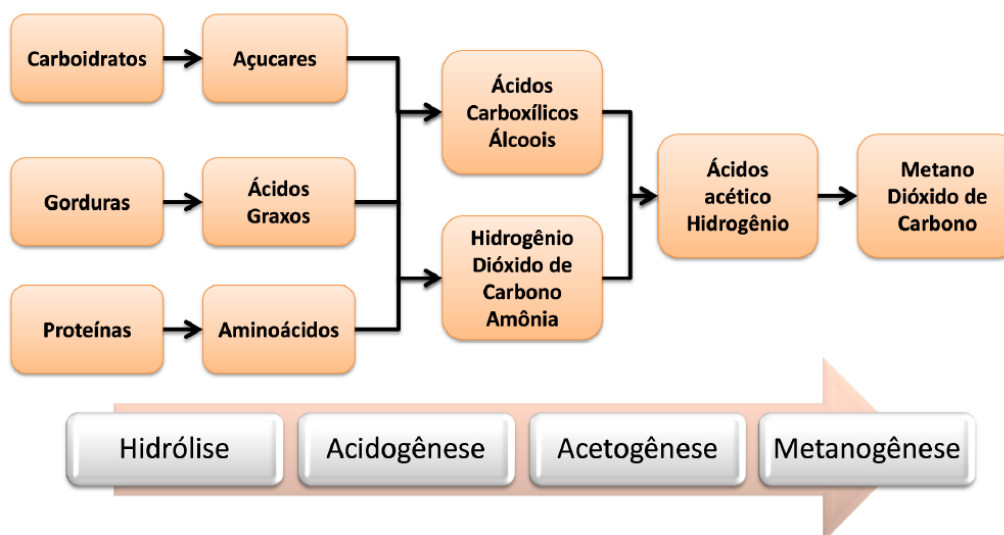 Carboidratos
Açucares
Gorduras
Ácidos
Graxos
Proteínas
Aminoácidos
Ácidos
Carboxílicos
Álcoois
Hidrogênio
Dióxido de
Carbono
Amônia
Ácidos
acético
Hidrogênio
Metano
Dióxido de
Carbono
Hidrólise
Acidogênese
Acetogênese
Metanogênese